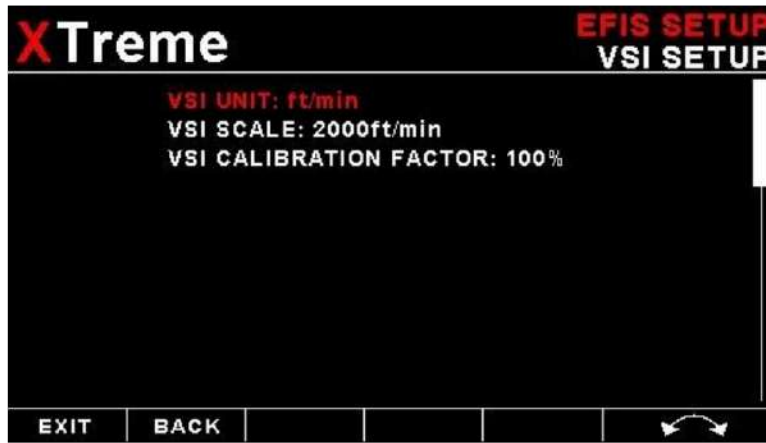 XTreme
EFIS SETUP
VSI SETUP
VSI UNIT: ft/min
VSI SCALE: 2000ft/min
VSI CALIBRATION FACTOR: 100%
EXIT BACK